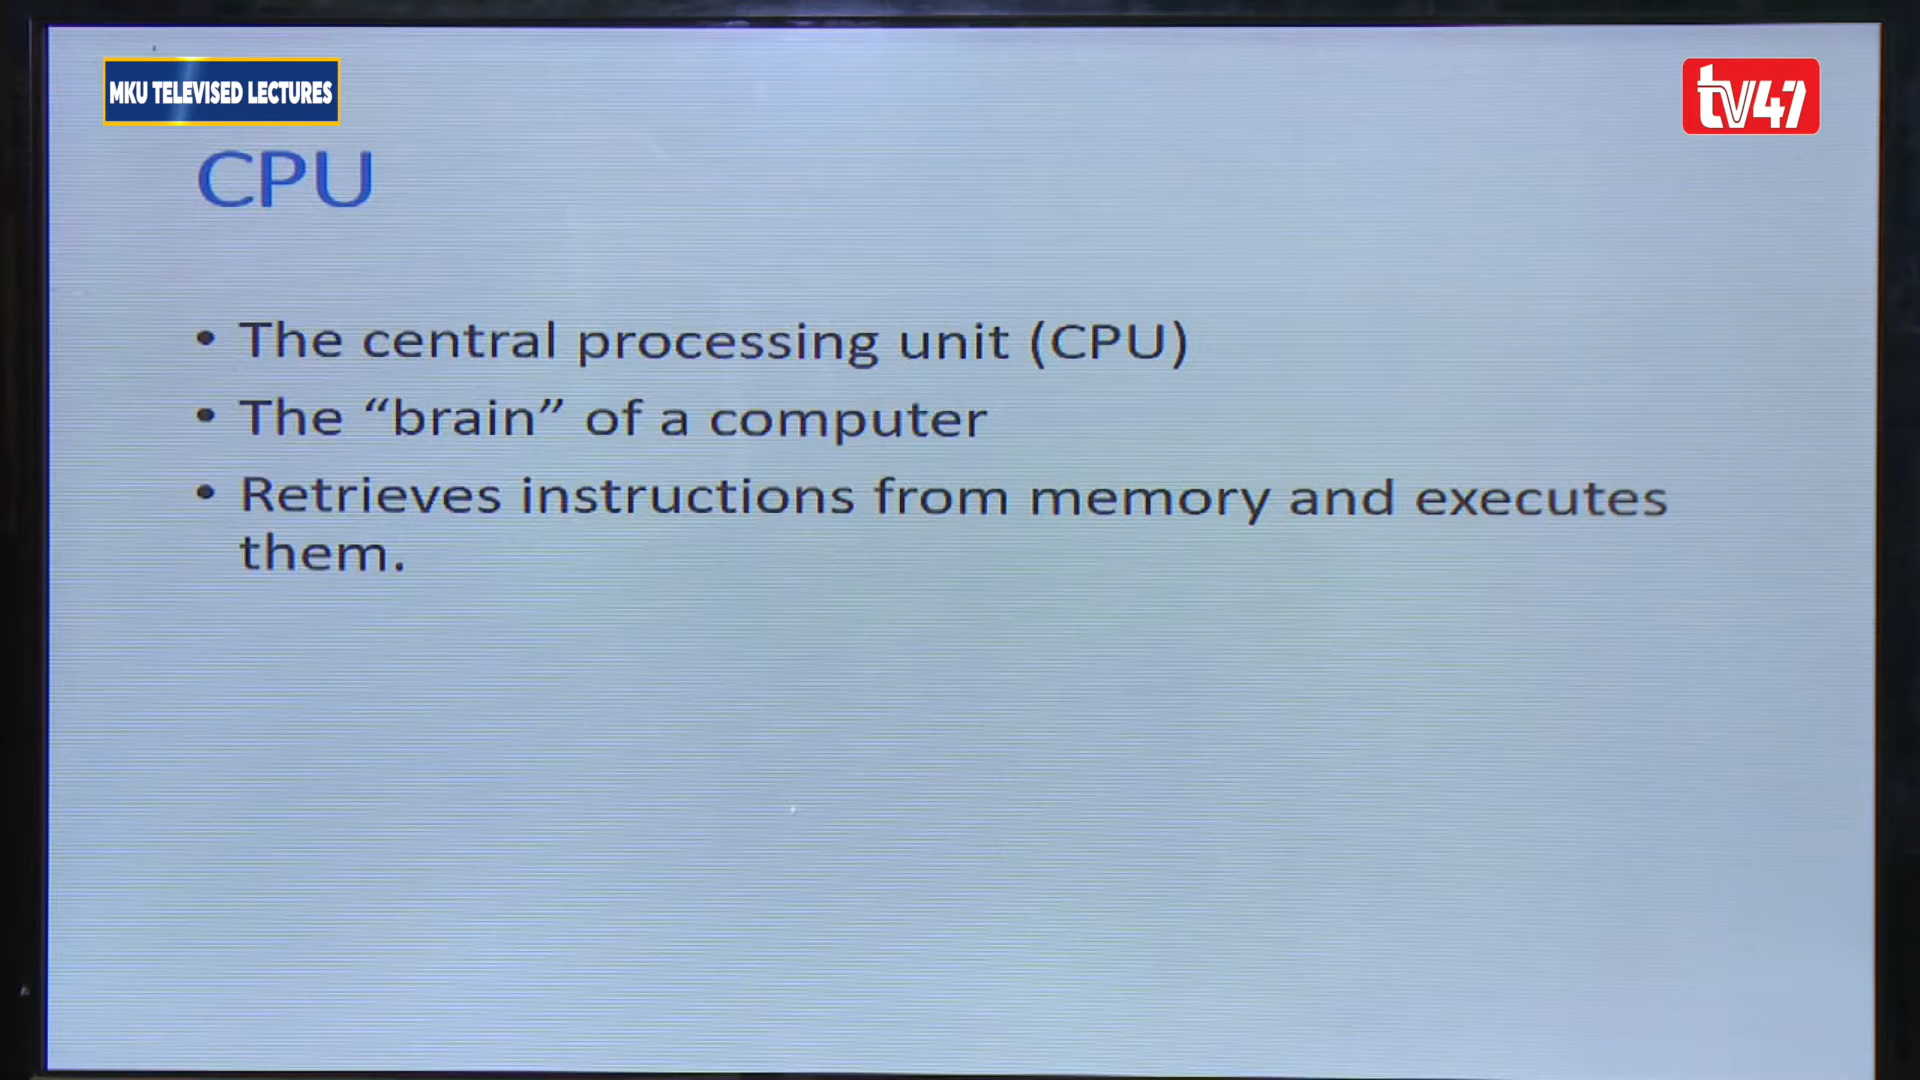 MKU TELEVISED LECTURES
tv47
CPU
• The central processing unit (CPU)
• The “brain” of a computer
• Retrieves instructions from memory and executes
them.